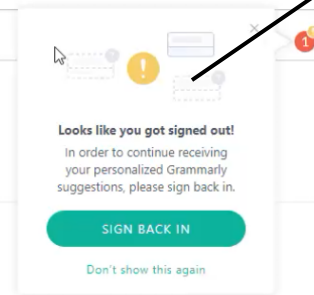 1
Looks like you got signed out!
In order to continue receiving
your personalized Grammarly
suggestions, please sign back in.
SIGN BACK IN
Don't show this again